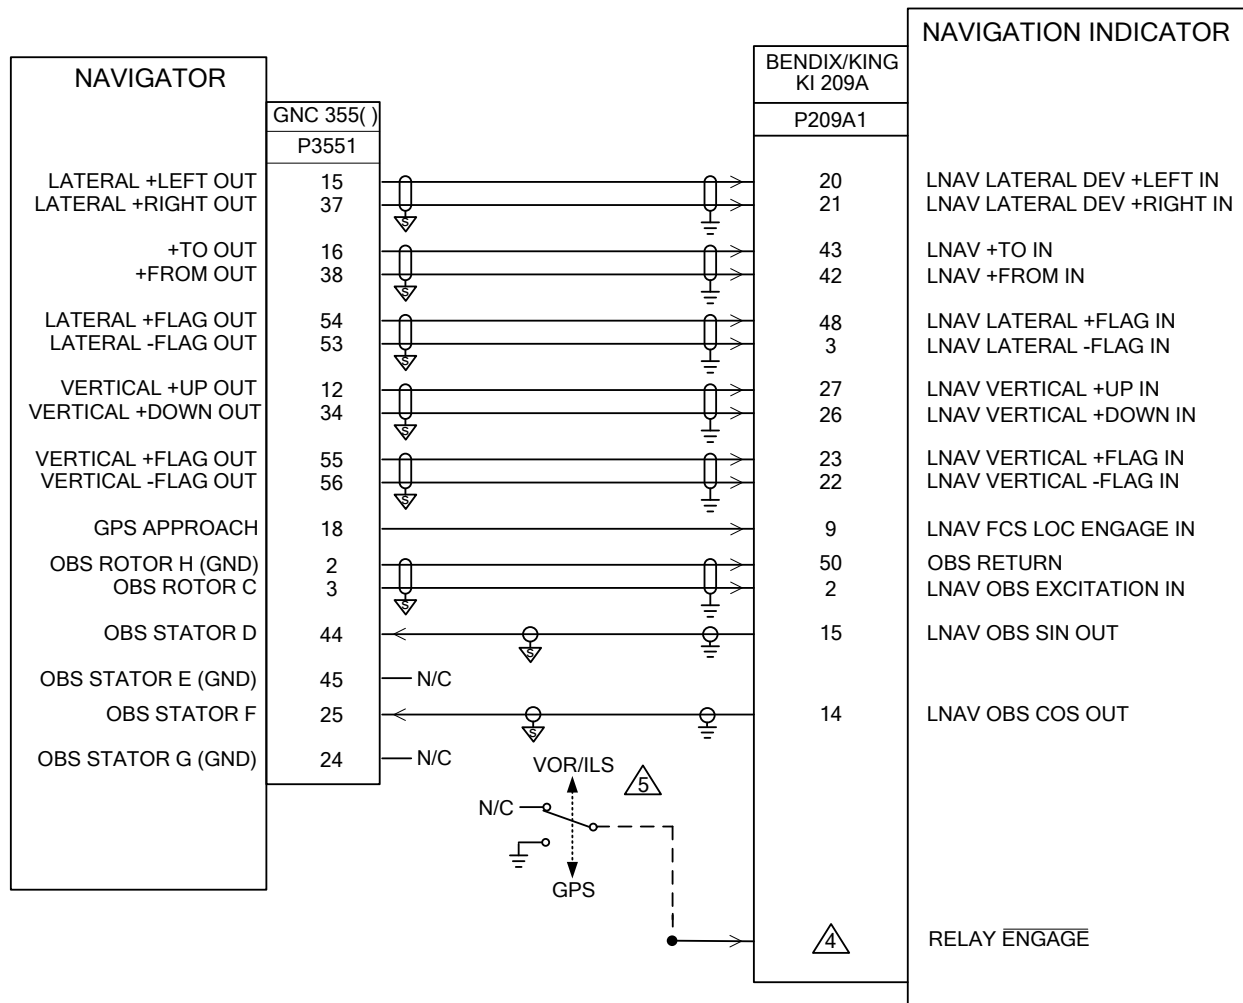 NAVIGATION INDICATOR
NAVIGATOR
BENDIX/KING
KI 209A
GNC 355( )
P3551
P209A1
LATERAL +LEFT OUT 15 20 LNAV LATERAL DEV +LEFT IN
LATERAL +RIGHT OUT 37 S 21 LNAV LATERAL DEV +RIGHT IN
+TO OUT 16 43 LNAV +TO IN
+FROM OUT 38 S 42 LNAV +FROM IN
LATERAL +FLAG OUT 54 48 LNAV LATERAL +FLAG IN
LATERAL -FLAG OUT 53 S 3 LNAV LATERAL -FLAG IN
VERTICAL +UP OUT 12 27 LNAV VERTICAL +UP IN
VERTICAL +DOWN OUT 34 S 26 LNAV VERTICAL +DOWN IN
VERTICAL +FLAG OUT 55 23 LNAV VERTICAL +FLAG IN
VERTICAL -FLAG OUT 56 S 22 LNAV VERTICAL -FLAG IN
GPS APPROACH 18 9 LNAV FCS LOC ENGAGE IN
OBS ROTOR H (GND) 2 50 OBS RETURN
OBS ROTOR C 3 S 2 LNAV OBS EXCITATION IN
OBS STATOR D 44 S 15 LNAV OBS SIN OUT
OBS STATOR E (GND) 45 N/C
OBS STATOR F 25 S 14 LNAV OBS COS OUT
OBS STATOR G (GND) 24 N/C
VOR/ILS 5
N/C
GPS
4 RELAY ENGAGE